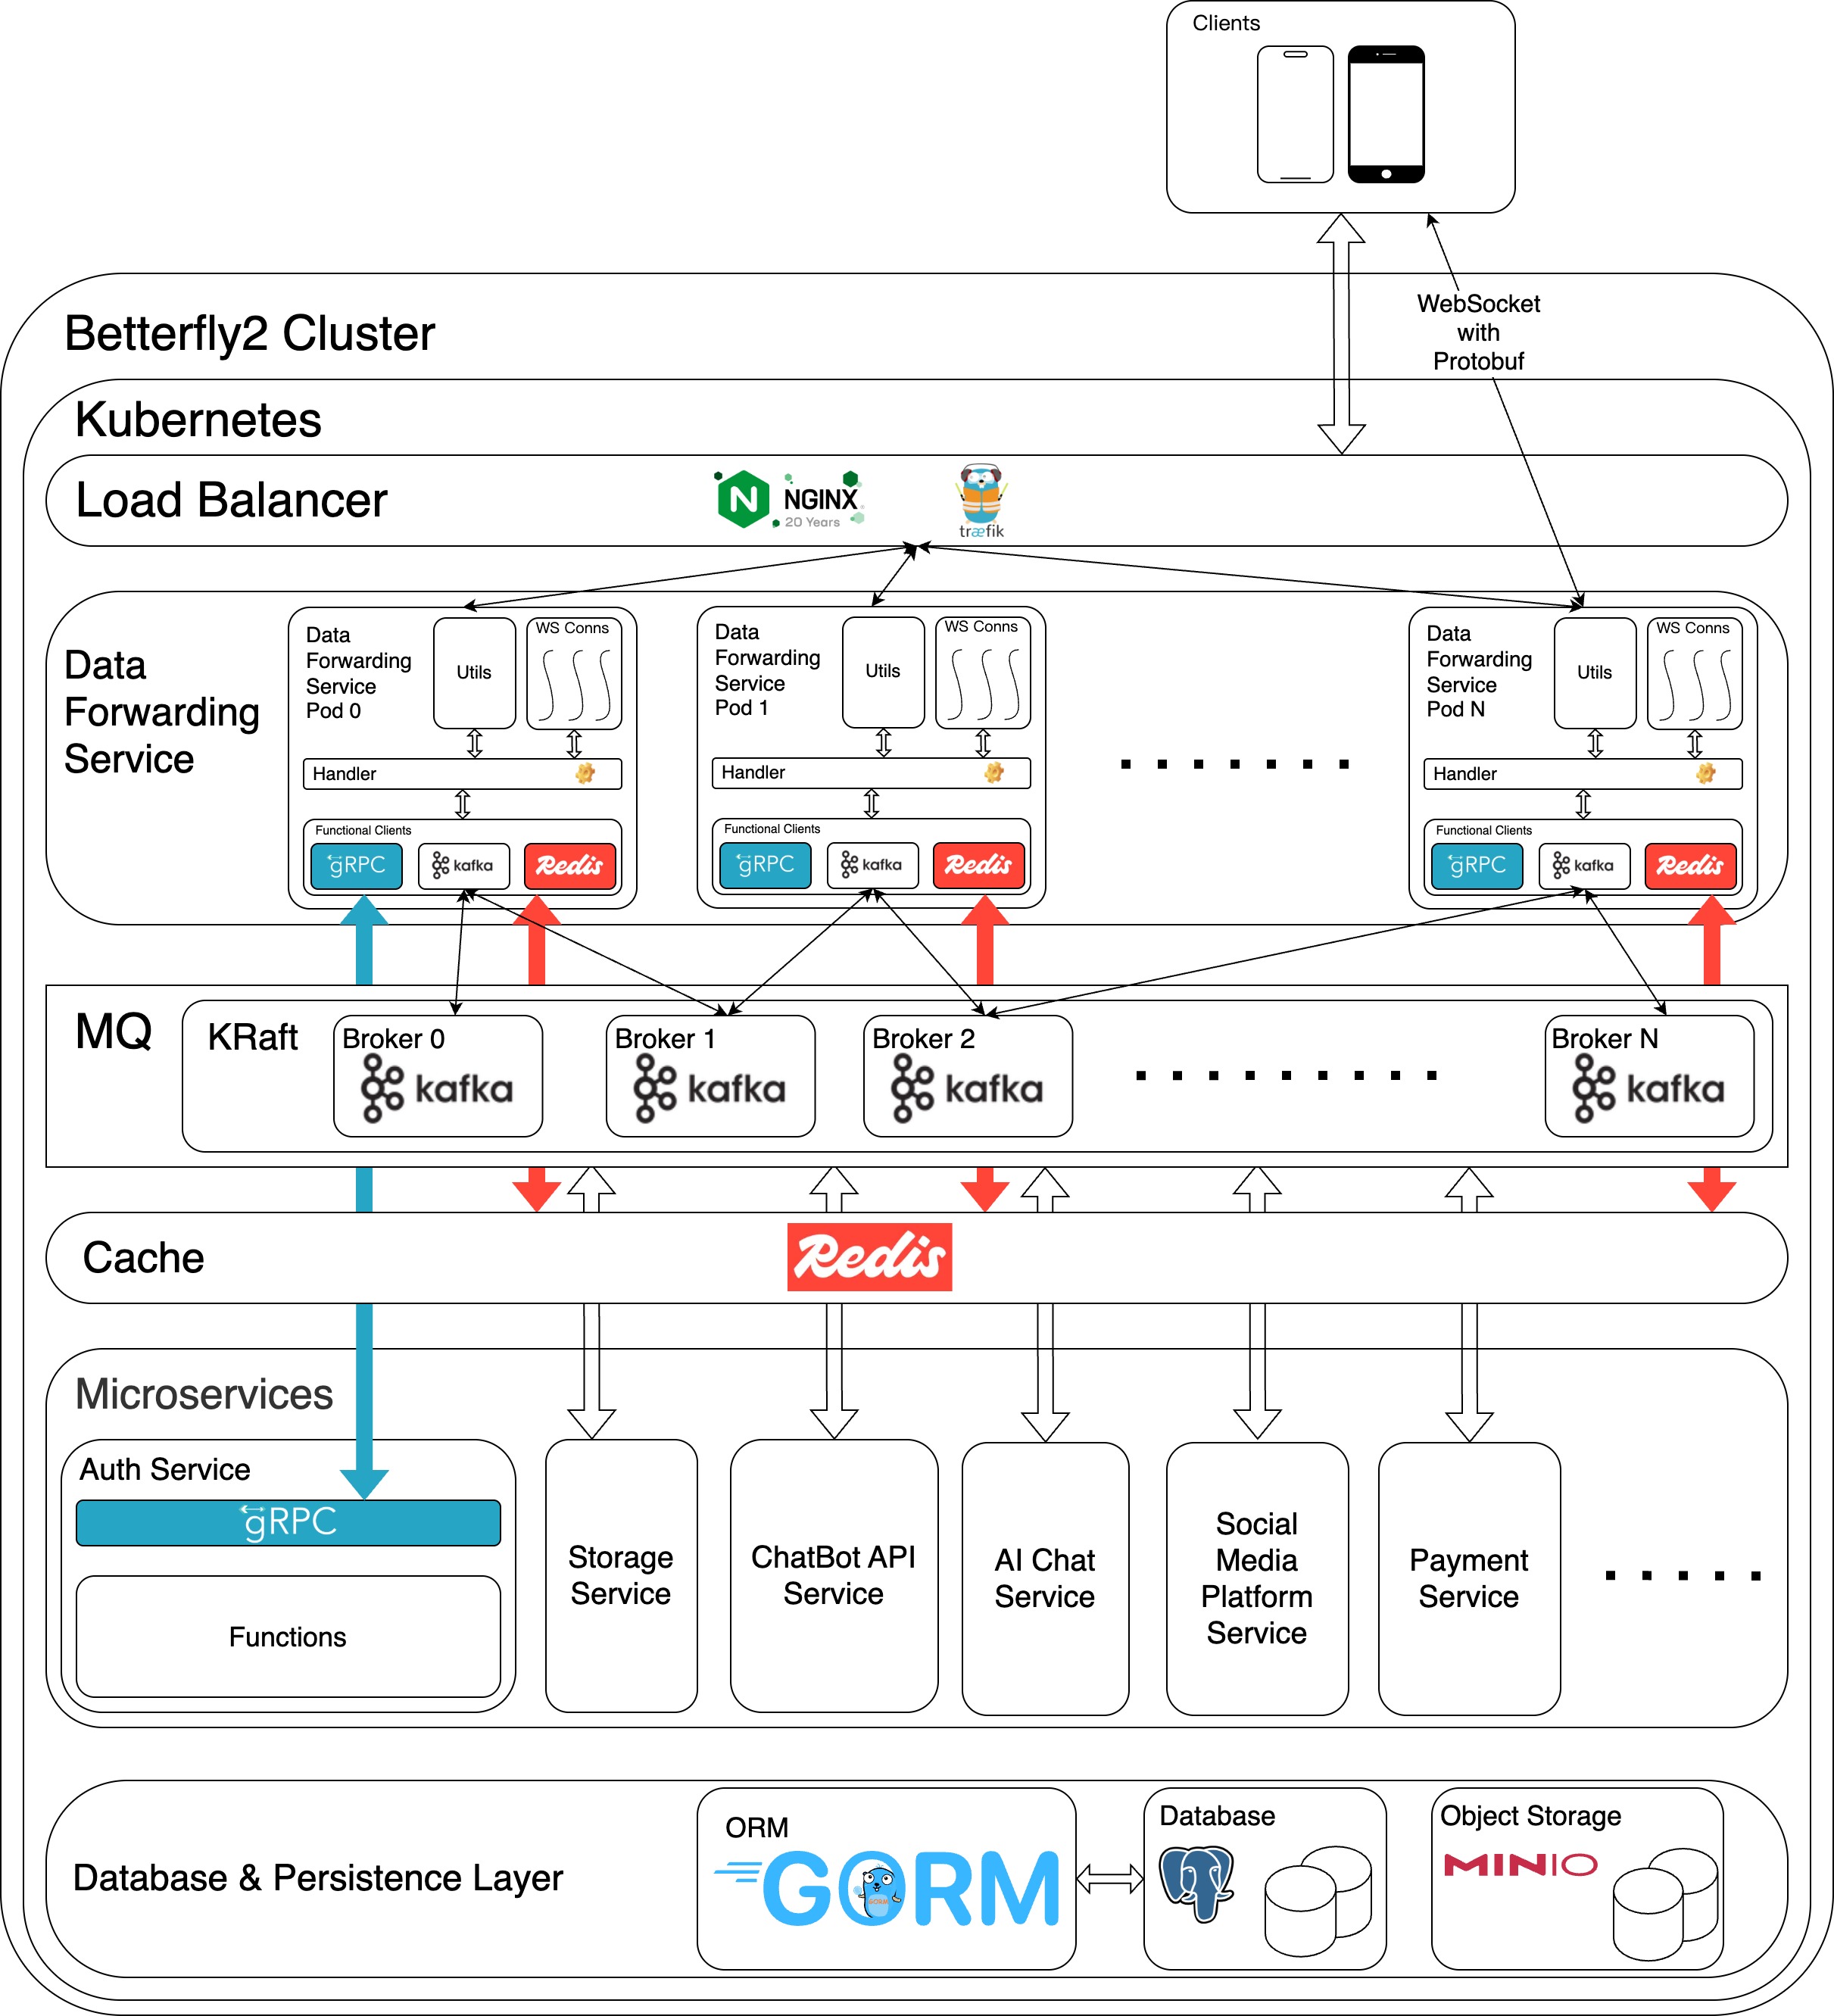 Clients
WebSocket
with
Protobuf
Betterfly2 Cluster
Kubernetes
Load Balancer
NGINX
20 Years
træfik
Data
Forwarding
Service
Data
Forwarding
Service
Pod 0
Utils
WS Conns
Handler
Functional Clients
gRPC
kafka
Redis
Data
Forwarding
Service
Pod 1
Utils
WS Conns
Handler
Functional Clients
gRPC
kafka
Redis
Data
Forwarding
Service
Pod N
Utils
WS Conns
Handler
Functional Clients
gRPC
kafka
Redis
MQ
KRaft
Broker 0
kafka
Broker 1
kafka
Broker 2
kafka
Broker N
kafka
Cache
Redis
Microservices
Auth Service
gRPC
Functions
Storage
Service
ChatBot API
Service
AI Chat
Service
Social
Media
Platform
Service
Payment
Service
Database & Persistence Layer
ORM
GORM
GORM
Database
Object Storage
MINIO